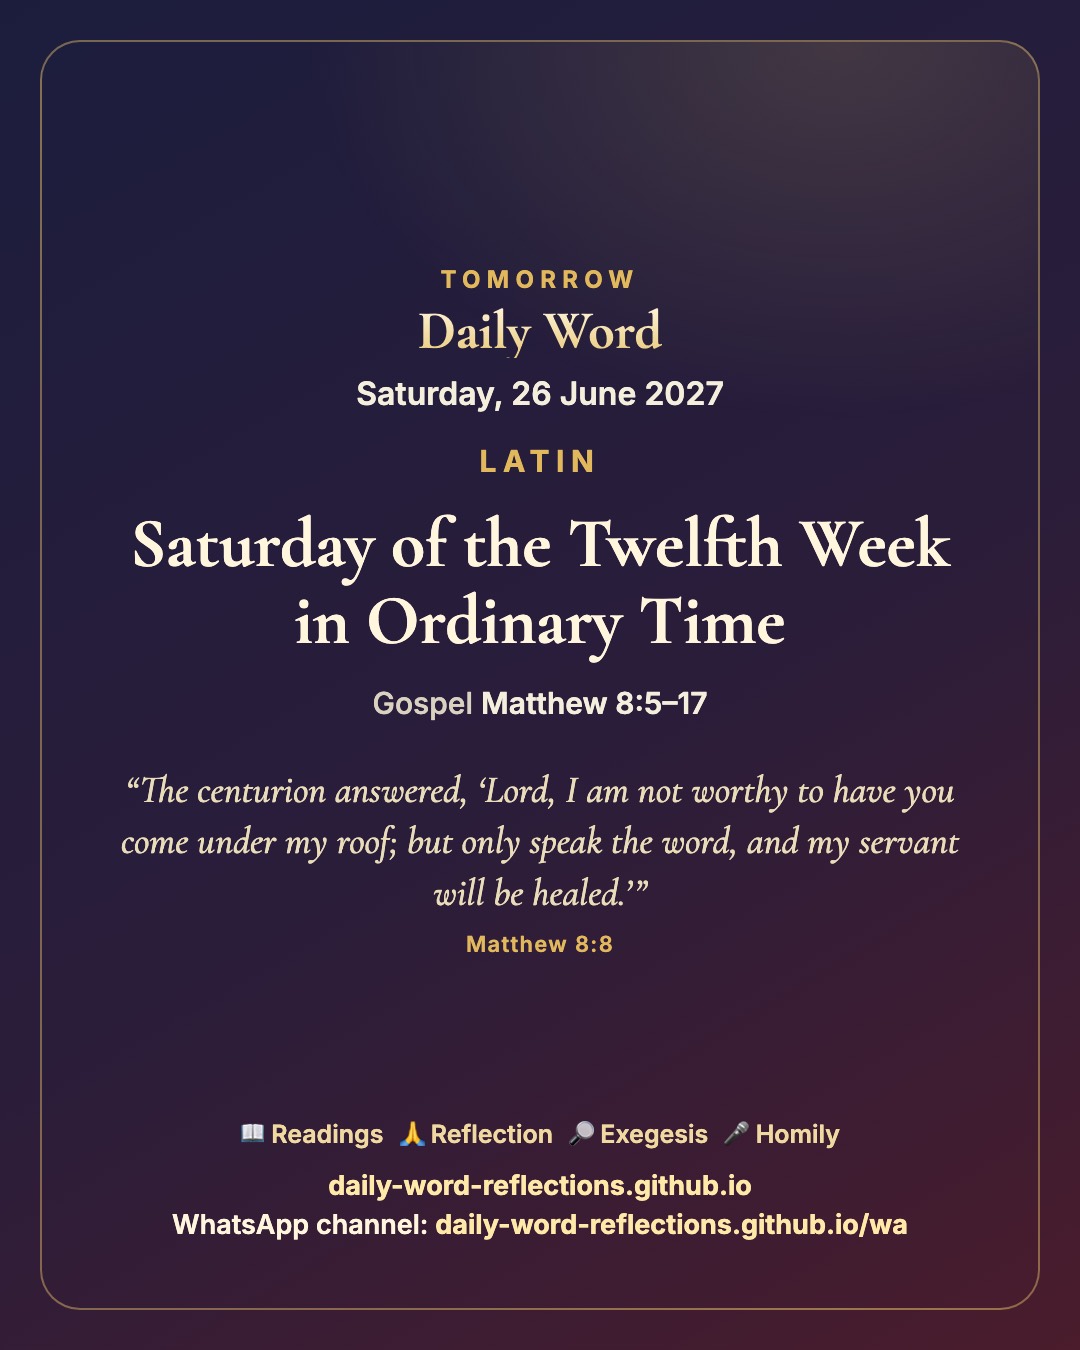 TOMORROW
Daily Word
Saturday, 26 June 2027
LATIN
Saturday of the Twelfth Week
in Ordinary Time
Gospel Matthew 8:5–17
“The centurion answered, ‘Lord, I am not worthy to have you
come under my roof; but only speak the word, and my servant
will be healed.’”
Matthew 8:8
📖 Readings 🙏 Reflection 🔎 Exegesis 🎤 Homily
daily-word-reflections.github.io
WhatsApp channel: daily-word-reflections.github.io/wa